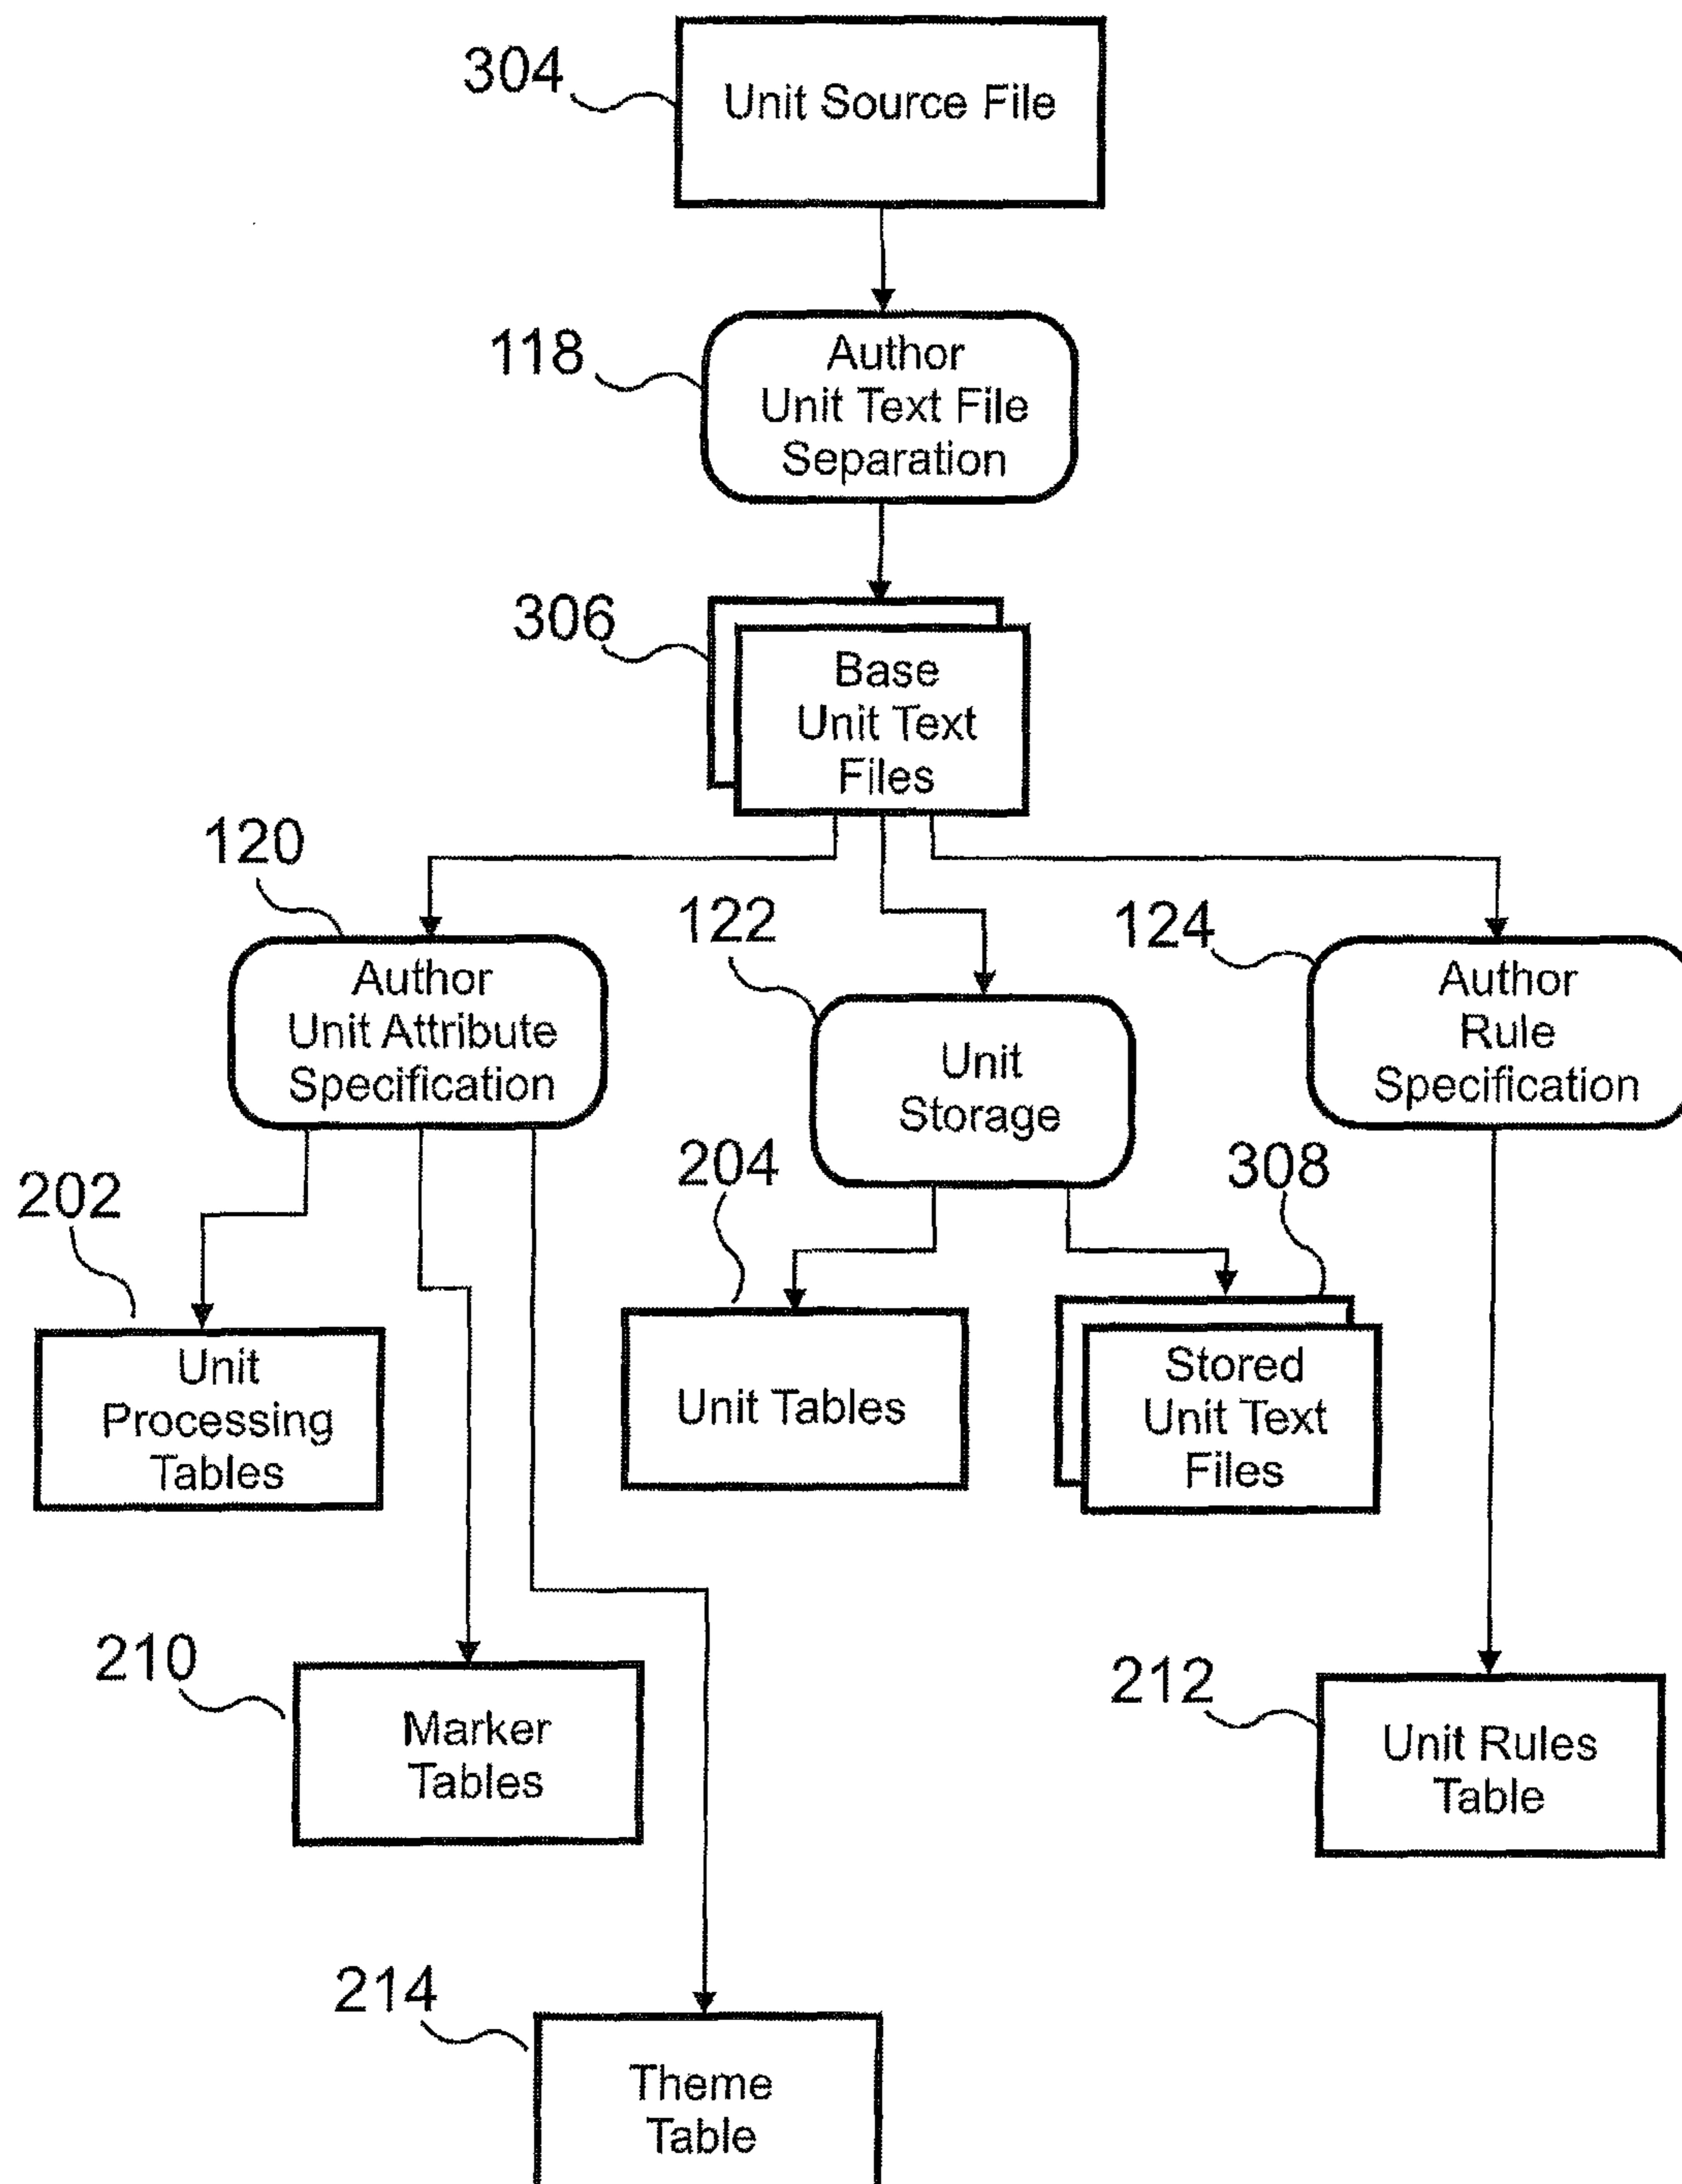 304
Unit Source File
118
Author
Unit Text File
Separation
306
Base
Unit Text
Files
120
Author
Unit Attribute
Specification
122
Unit
Storage
124
Author
Rule
Specification
202
Unit
Processing
Tables
204
Unit Tables
308
Stored
Unit Text
Files
210
Marker
Tables
212
Unit Rules
Table
214
Theme
Table